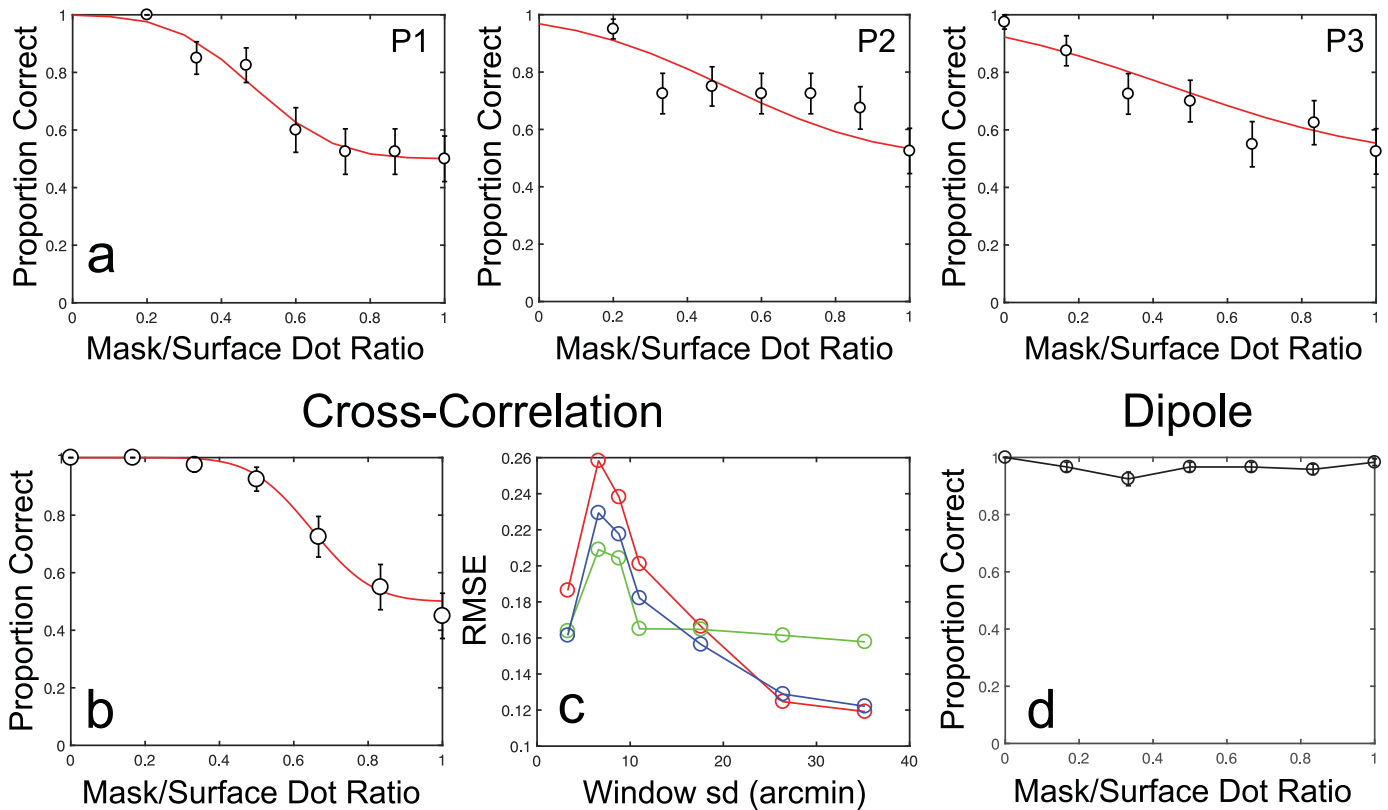 P1
Proportion Correct
1
0.8
0.6
0.4
0.2
0
a
0 0.2 0.4 0.6 0.8 1
Mask/Surface Dot Ratio
P2
Proportion Correct
1
0.8
0.6
0.4
0.2
0
0 0.2 0.4 0.6 0.8 1
Mask/Surface Dot Ratio
P3
Proportion Correct
1
0.8
0.6
0.4
0.2
0
0 0.2 0.4 0.6 0.8 1
Mask/Surface Dot Ratio
Cross-Correlation
Dipole
Proportion Correct
1
0.8
0.6
0.4
0.2
0
b
0 0.2 0.4 0.6 0.8 1
Mask/Surface Dot Ratio
RMSE
0.26
0.24
0.22
0.2
0.18
0.16
0.14
0.12
0.1
c
0 10 20 30 40
Window sd (arcmin)
Proportion Correct
1
0.8
0.6
0.4
0.2
0
d
0 0.2 0.4 0.6 0.8 1
Mask/Surface Dot Ratio